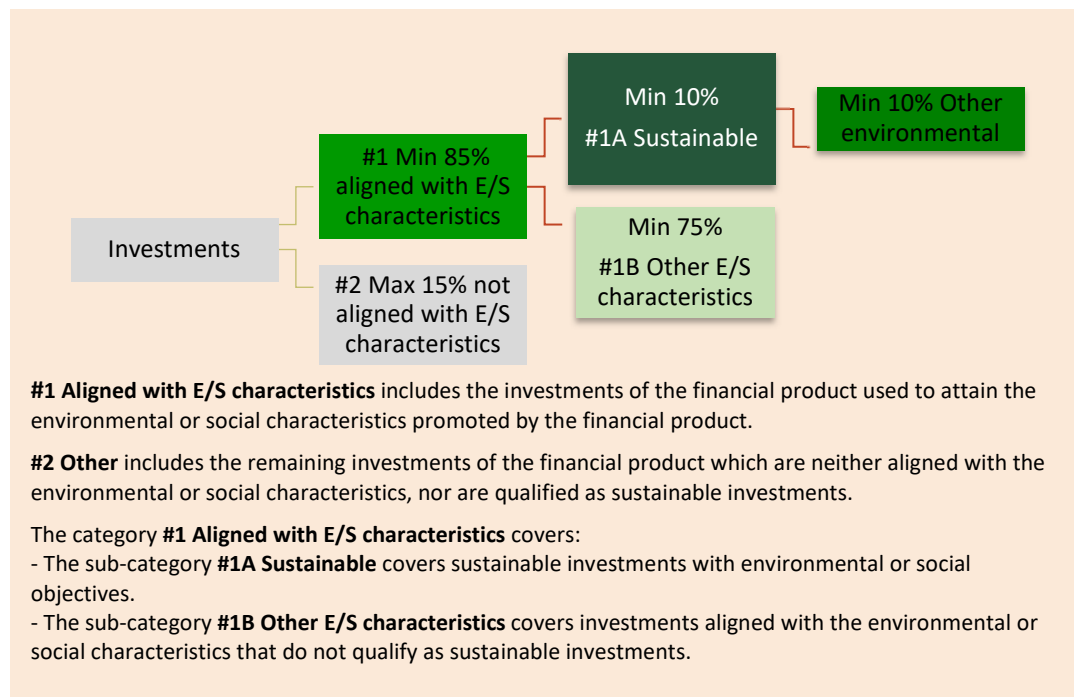 Min 10%
#1A Sustainable
Min 10% Other
environmental
#1 Min 85%
aligned with E/S
characteristics
Investments
Min 75%
#1B Other E/S
characteristics
#2 Max 15% not
aligned with E/S
characteristics
#1 Aligned with E/S characteristics includes the investments of the financial product used to attain the
environmental or social characteristics promoted by the financial product.
#2 Other includes the remaining investments of the financial product which are neither aligned with the
environmental or social characteristics, nor are qualified as sustainable investments.
The category #1 Aligned with E/S characteristics covers:
- The sub-category #1A Sustainable covers sustainable investments with environmental or social
objectives.
- The sub-category #1B Other E/S characteristics covers investments aligned with the environmental or
social characteristics that do not qualify as sustainable investments.